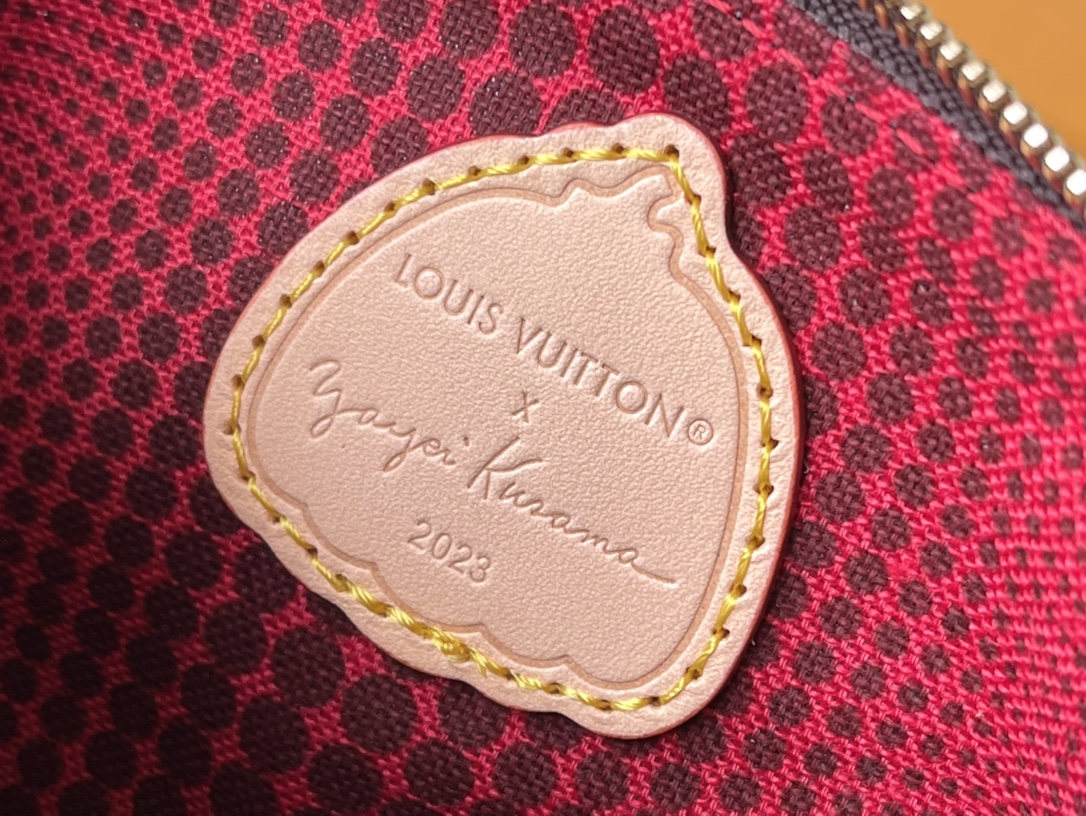 LOUIS VUITTON®
x
Yayoi Kusama
2023